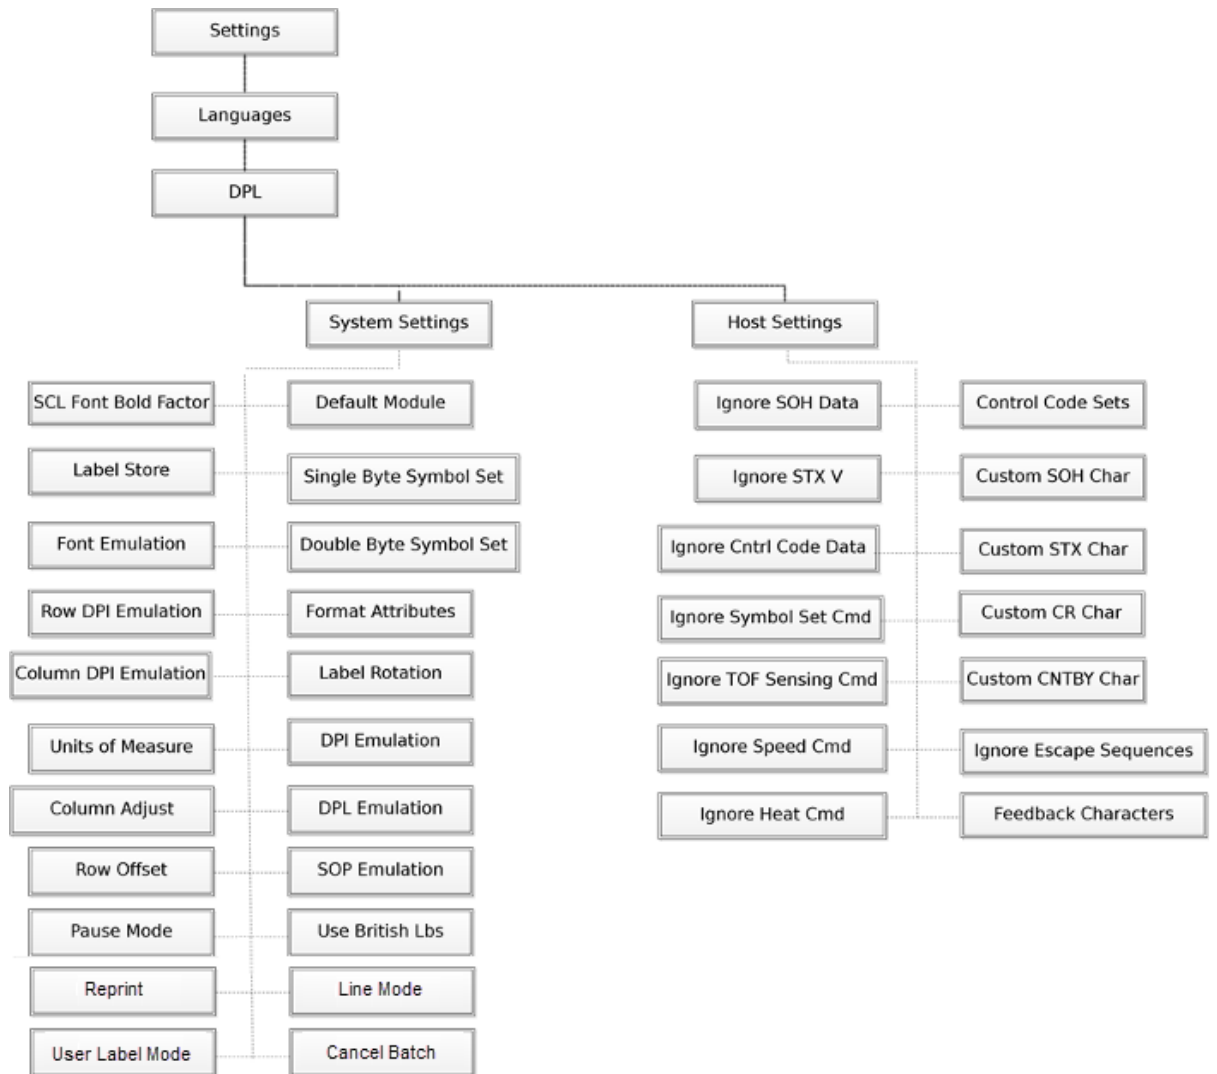 Settings
Languages
DPL
System Settings
Host Settings
SCL Font Bold Factor
Default Module
Label Store
Single Byte Symbol Set
Font Emulation
Double Byte Symbol Set
Row DPI Emulation
Format Attributes
Column DPI Emulation
Label Rotation
Units of Measure
DPI Emulation
Column Adjust
DPL Emulation
Row Offset
SOP Emulation
Pause Mode
Use British Lbs
Reprint
Line Mode
User Label Mode
Cancel Batch
Ignore SOH Data
Control Code Sets
Ignore STX V
Custom SOH Char
Ignore Cntrl Code Data
Custom STX Char
Ignore Symbol Set Cmd
Custom CR Char
Ignore TOF Sensing Cmd
Custom CNTBY Char
Ignore Speed Cmd
Ignore Escape Sequences
Ignore Heat Cmd
Feedback Characters